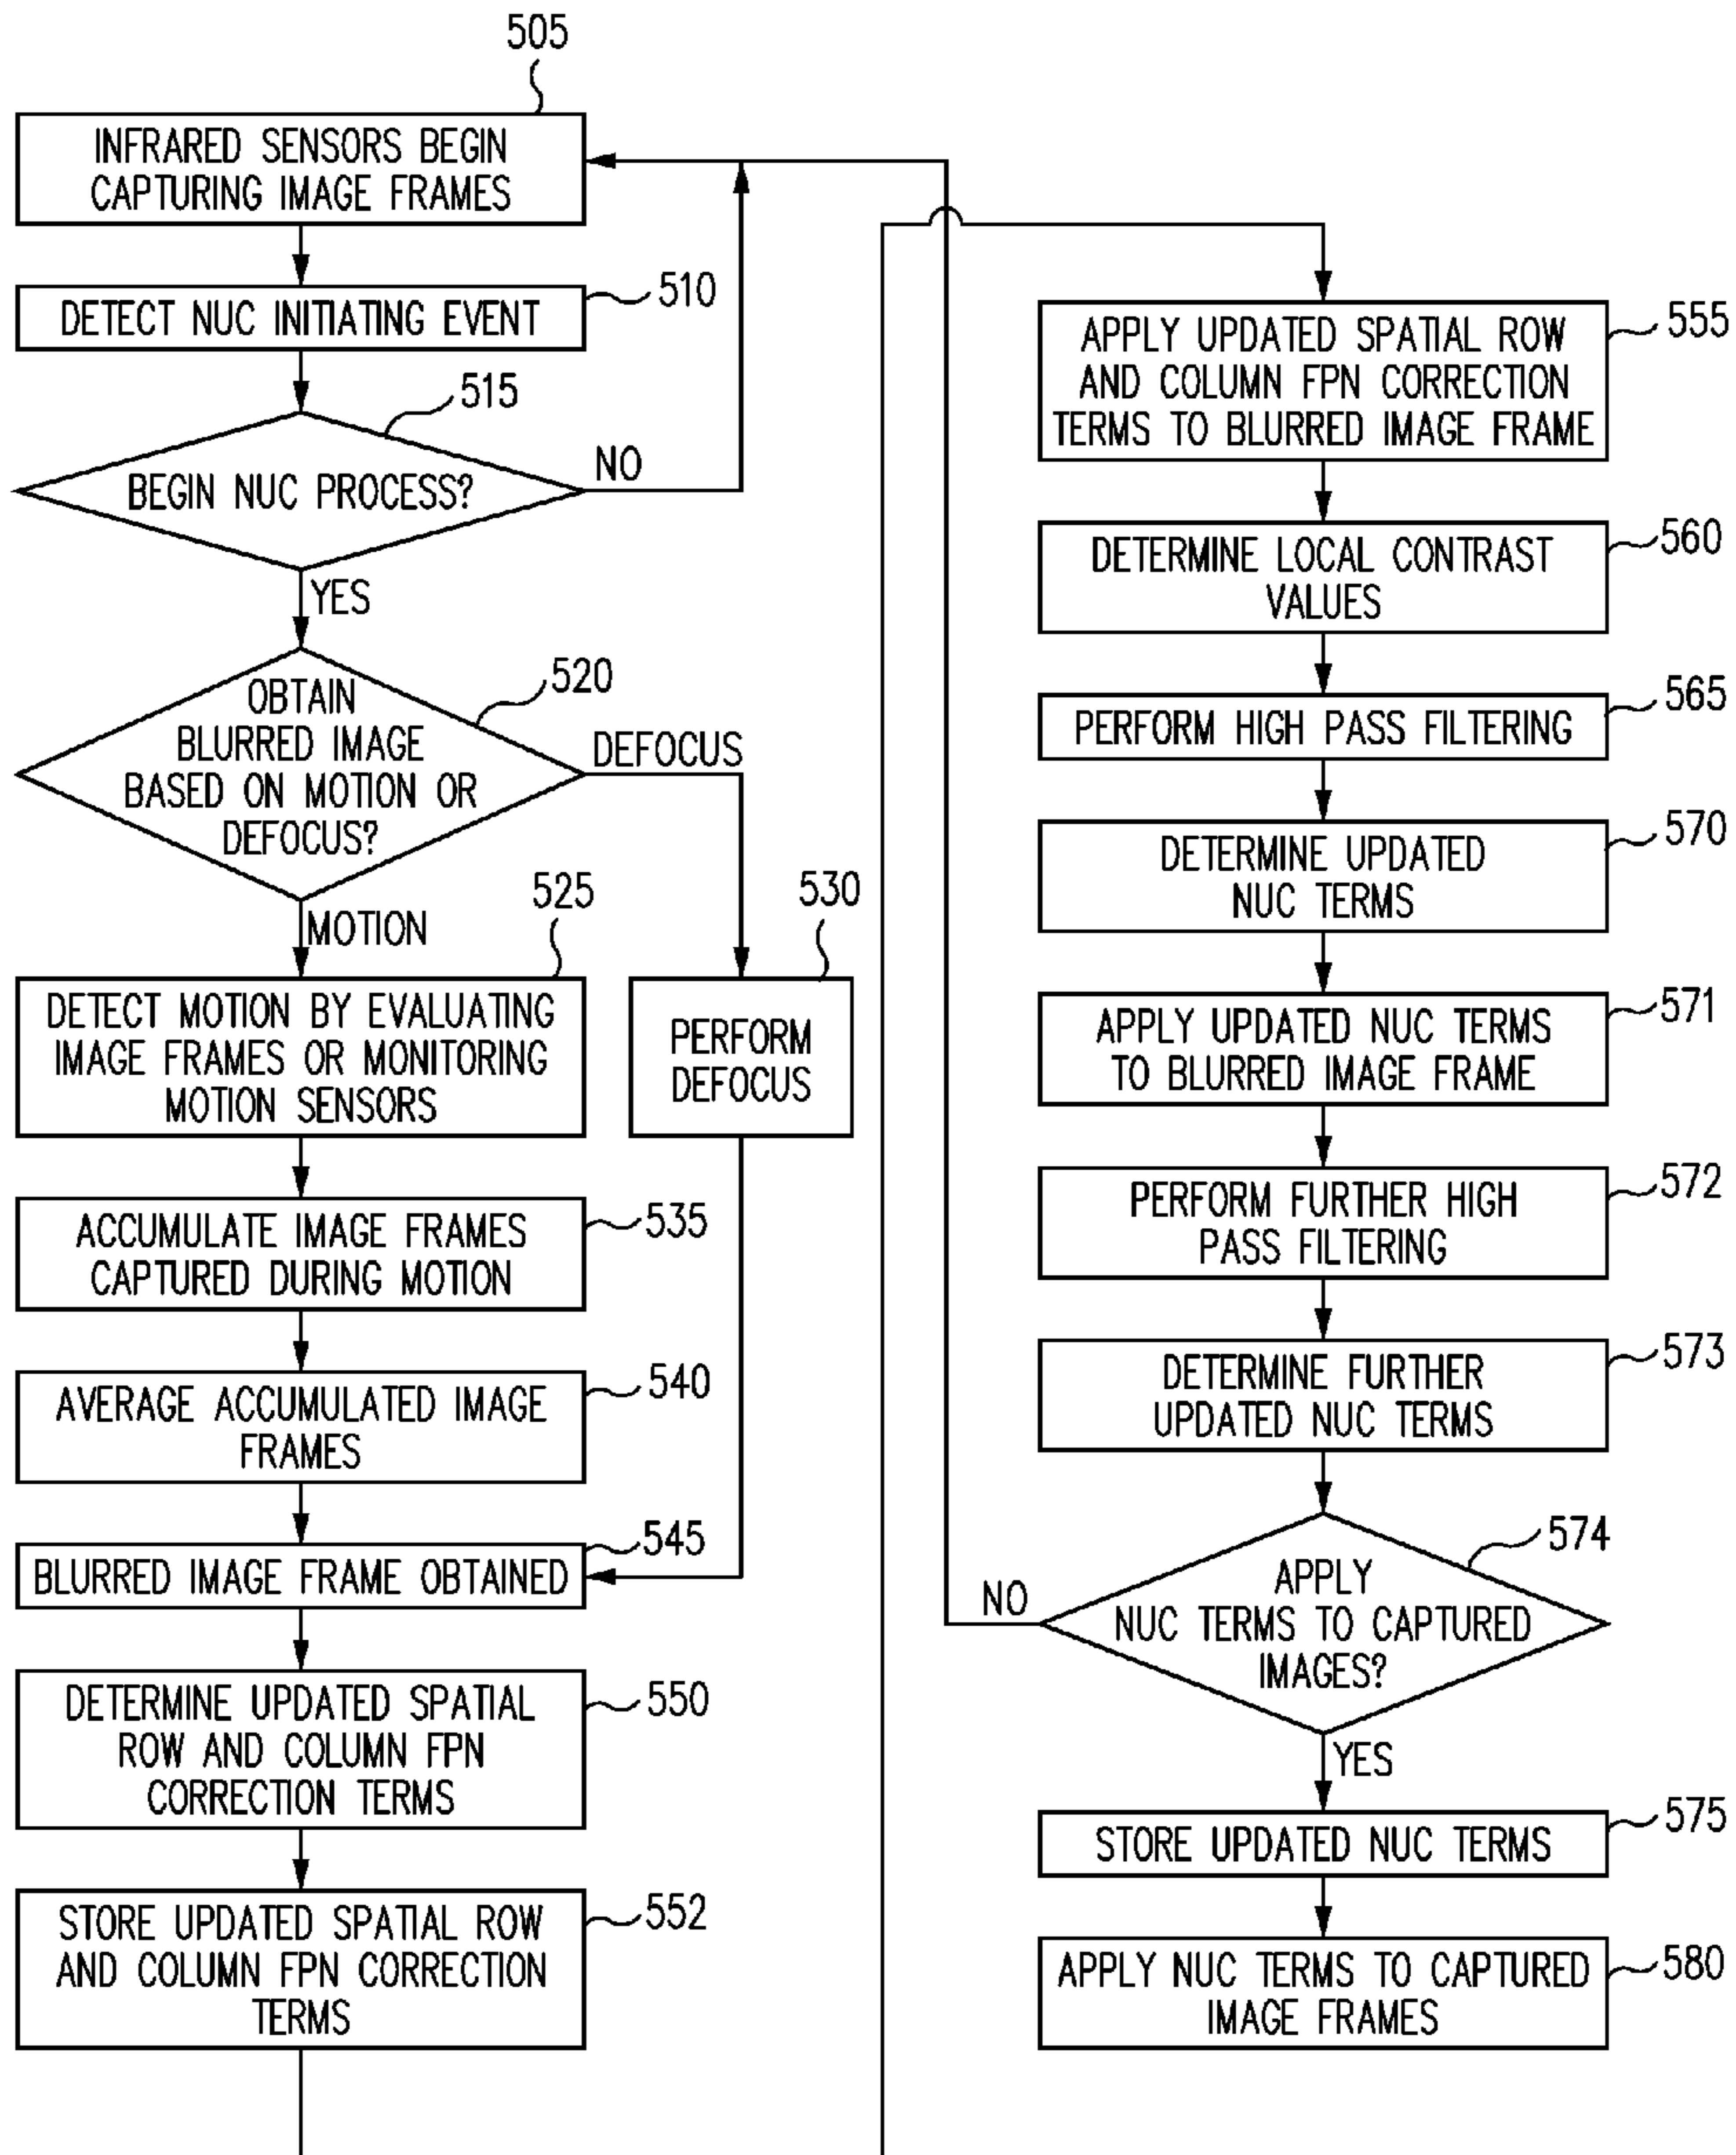 505
INFRARED SENSORS BEGIN
CAPTURING IMAGE FRAMES
DETECT NUC INITIATING EVENT
510
515
BEGIN NUC PROCESS?
NO
YES
520
OBTAIN
BLURRED IMAGE
BASED ON MOTION OR
DEFOCUS?
DEFOCUS
MOTION
525
DETECT MOTION BY EVALUATING
IMAGE FRAMES OR MONITORING
MOTION SENSORS
530
PERFORM
DEFOCUS
ACCUMULATE IMAGE FRAMES
CAPTURED DURING MOTION
535
AVERAGE ACCUMULATED IMAGE
FRAMES
540
BLURRED IMAGE FRAME OBTAINED
545
DETERMINE UPDATED SPATIAL
ROW AND COLUMN FPN
CORRECTION TERMS
550
STORE UPDATED SPATIAL ROW
AND COLUMN FPN CORRECTION
TERMS
552
APPLY UPDATED SPATIAL ROW
AND COLUMN FPN CORRECTION
TERMS TO BLURRED IMAGE FRAME
555
DETERMINE LOCAL CONTRAST
VALUES
560
PERFORM HIGH PASS FILTERING
565
DETERMINE UPDATED
NUC TERMS
570
APPLY UPDATED NUC TERMS
TO BLURRED IMAGE FRAME
571
PERFORM FURTHER HIGH
PASS FILTERING
572
DETERMINE FURTHER
UPDATED NUC TERMS
573
574
APPLY
NUC TERMS TO CAPTURED
IMAGES?
NO
YES
STORE UPDATED NUC TERMS
575
APPLY NUC TERMS TO CAPTURED
IMAGE FRAMES
580